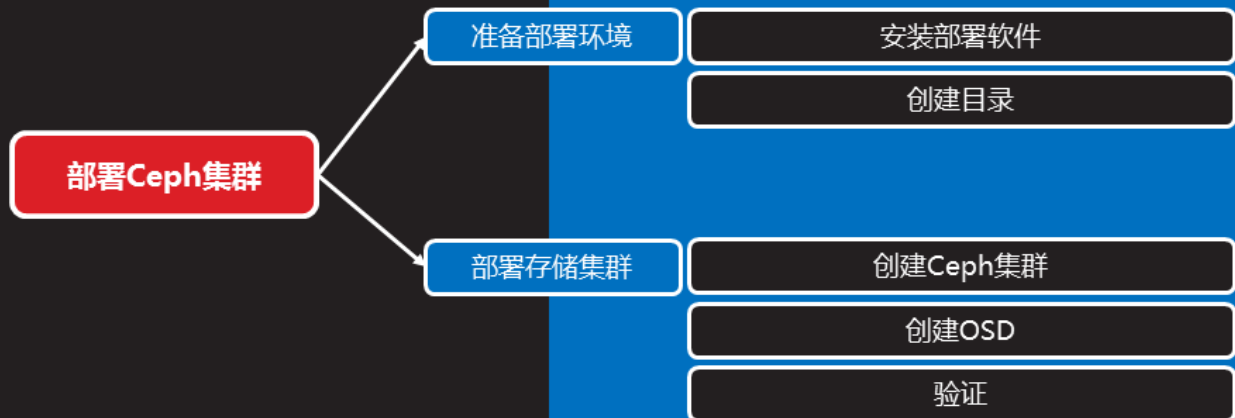 准备部署环境
安装部署软件
创建目录
部署Ceph集群
部署存储集群
创建Ceph集群
创建OSD
验证